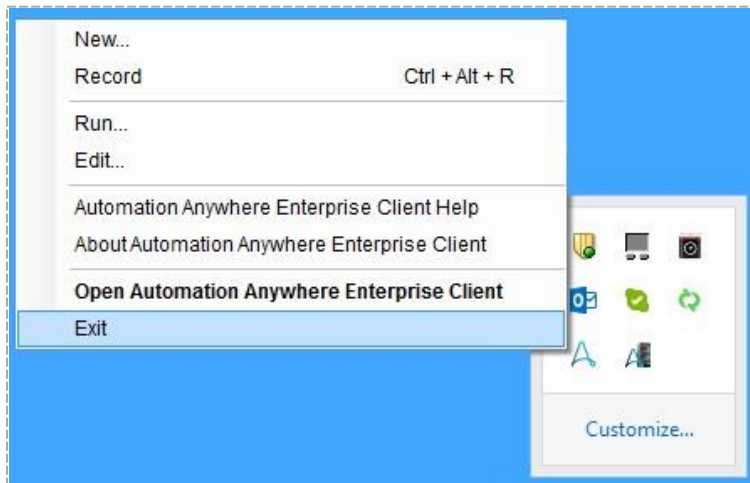 New...
Record Ctrl + Alt + R
Run...
Edit...
Automation Anywhere Enterprise Client Help
About Automation Anywhere Enterprise Client
Open Automation Anywhere Enterprise Client
Exit
Customize...